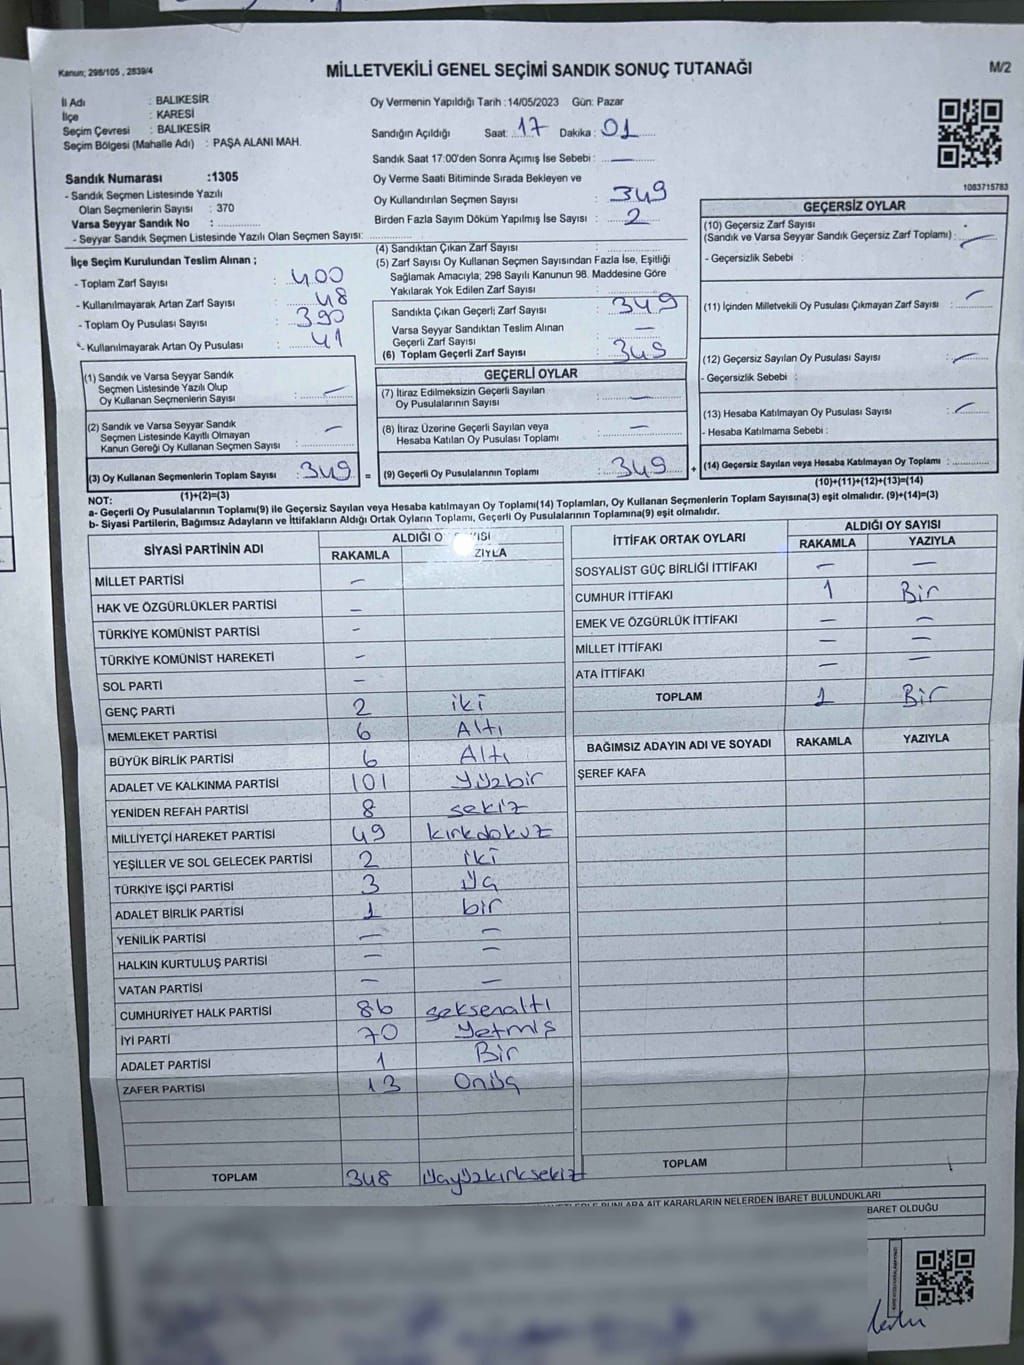 Kanun; 298/105 , 2839/4
MİLLETVEKİLİ GENEL SEÇİMİ SANDIK SONUÇ TUTANAĞI
M/2
İl Adı : BALIKESİR
İlçe : KARESİ
Seçim Çevresi : BALIKESİR
Seçim Bölgesi (Mahalle Adı) : PAŞA ALANI MAH.
Sandık Numarası :1305
- Sandık Seçmen Listesinde Yazılı
Olan Seçmenlerin Sayısı : 370
Varsa Seyyar Sandık No :
- Seyyar Sandık Seçmen Listesinde Yazılı Olan Seçmen Sayısı:
Oy Vermenin Yapıldığı Tarih : 14/05/2023 Gün: Pazar
Sandığın Açıldığı Saat: 17 Dakika : 01
Sandık Saat 17:00'den Sonra Açımış İse Sebebi : —
Oy Verme Saati Bitiminde Sırada Bekleyen ve
Oy Kullandırılan Seçmen Sayısı : 349
Birden Fazla Sayım Döküm Yapılmış İse Sayısı : 2
1083715783
İlçe Seçim Kurulundan Teslim Alınan ;
- Toplam Zarf Sayısı : 400
- Kullanılmayarak Artan Zarf Sayısı : 48
- Toplam Oy Pusulası Sayısı : 390
- Kullanılmayarak Artan Oy Pusulası : 41
(4) Sandıktan Çıkan Zarf Sayısı :
(5) Zarf Sayısı Oy Kullanan Seçmen Sayısından Fazla İse, Eşitliği
Sağlamak Amacıyla; 298 Sayılı Kanunun 98. Maddesine Göre
Yakılarak Yok Edilen Zarf Sayısı :
Sandıkta Çıkan Geçerli Zarf Sayısı : 349
Varsa Seyyar Sandıktan Teslim Alınan
Geçerli Zarf Sayısı : —
(6) Toplam Geçerli Zarf Sayısı : 349
GEÇERSİZ OYLAR
(10) Geçersiz Zarf Sayısı
(Sandık ve Varsa Seyyar Sandık Geçersiz Zarf Toplamı) : —
- Geçersizlik Sebebi :
(11) İçinden Milletvekili Oy Pusulası Çıkmayan Zarf Sayısı : —
(12) Geçersiz Sayılan Oy Pusulası Sayısı : —
- Geçersizlik Sebebi :
(13) Hesaba Katılmayan Oy Pusulası Sayısı : —
- Hesaba Katılmama Sebebi :
(14) Geçersiz Sayılan veya Hesaba Katılmayan Oy Toplamı :
(10)+(11)+(12)+(13)=(14)
(1) Sandık ve Varsa Seyyar Sandık
Seçmen Listesinde Yazılı Olup
Oy Kullanan Seçmenlerin Sayısı : —
(2) Sandık ve Varsa Seyyar Sandık
Seçmen Listesinde Kayıtlı Olmayan
Kanun Gereği Oy Kullanan Seçmen Sayısı : —
(3) Oy Kullanan Seçmenlerin Toplam Sayısı : 349 =
(1)+(2)=(3)
GEÇERLİ OYLAR
(7) İtiraz Edilmeksizin Geçerli Sayılan
Oy Pusulalarının Sayısı : —
(8) İtiraz Üzerine Geçerli Sayılan veya
Hesaba Katılan Oy Pusulası Toplamı : —
(9) Geçerli Oy Pusulalarının Toplamı : 349 +
NOT:
a- Geçerli Oy Pusulalarının Toplamı(9) ile Geçersiz Sayılan veya Hesaba katılmayan Oy Toplamı(14) Toplamları, Oy Kullanan Seçmenlerin Toplam Sayısına(3) eşit olmalıdır. (9)+(14)=(3)
b- Siyasi Partilerin, Bağımsız Adayların ve İttifakların Aldığı Ortak Oyların Toplamı, Geçerli Oy Pusulalarının Toplamına(9) eşit olmalıdır.
SİYASİ PARTİNİN ADI ALDIĞI OY
RAKAMLA YAZIYLA
MİLLET PARTİSİ —
HAK VE ÖZGÜRLÜKLER PARTİSİ —
TÜRKİYE KOMÜNİST PARTİSİ —
TÜRKİYE KOMÜNİST HAREKETİ —
SOL PARTİ —
GENÇ PARTİ 2 iki
MEMLEKET PARTİSİ 6 Altı
BÜYÜK BİRLİK PARTİSİ 6 Altı
ADALET VE KALKINMA PARTİSİ 101 Yüzbir
YENİDEN REFAH PARTİSİ 8 sekiz
MİLLİYETÇİ HAREKET PARTİSİ 49 kırkdokuz
YEŞİLLER VE SOL GELECEK PARTİSİ 2 iki
TÜRKİYE İŞÇİ PARTİSİ 3 üç
ADALET BİRLİK PARTİSİ 1 bir
YENİLİK PARTİSİ — —
HALKIN KURTULUŞ PARTİSİ — —
VATAN PARTİSİ — —
CUMHURİYET HALK PARTİSİ 86 seksenaltı
İYİ PARTİ 70 Yetmiş
ADALET PARTİSİ 1 Bir
ZAFER PARTİSİ 13 Onüç
TOPLAM 348 üçyüzkırksekiz
İTTİFAK ORTAK OYLARI ALDIĞI OY SAYISI
RAKAMLA YAZIYLA
SOSYALİST GÜÇ BİRLİĞİ İTTİFAKI — —
CUMHUR İTTİFAKI 1 Bir
EMEK VE ÖZGÜRLÜK İTTİFAKI — —
MİLLET İTTİFAKI — —
ATA İTTİFAKI — —
TOPLAM 1 Bir
BAĞIMSIZ ADAYIN ADI VE SOYADI RAKAMLA YAZIYLA
ŞEREF KAFA
TOPLAM
AİT KARARLARIN NELERDEN İBARET BULUNDUKLARI
BARET OLDUĞU